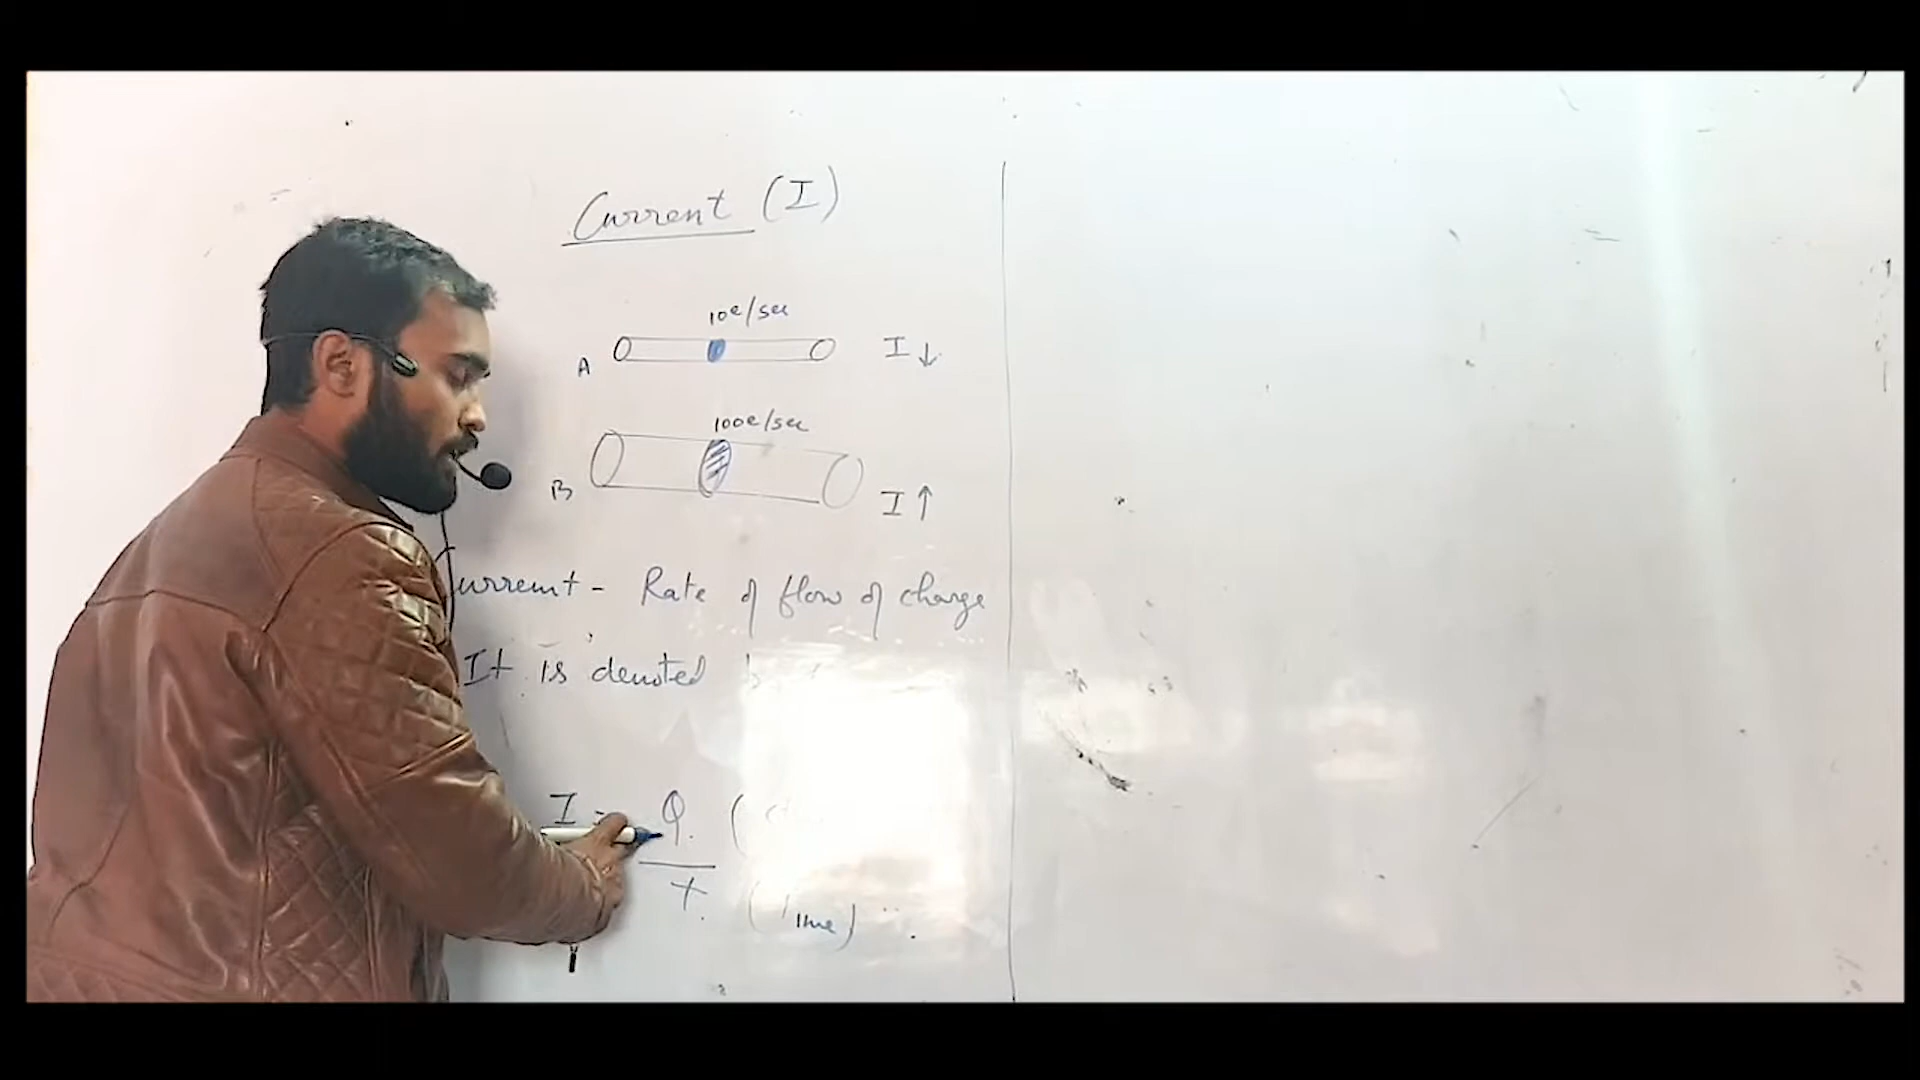 Current (I)
10e/sec
A I ↓
100e/sec
B I ↑
Current - Rate of flow of charge
It is denoted
I = Q
t (Time)